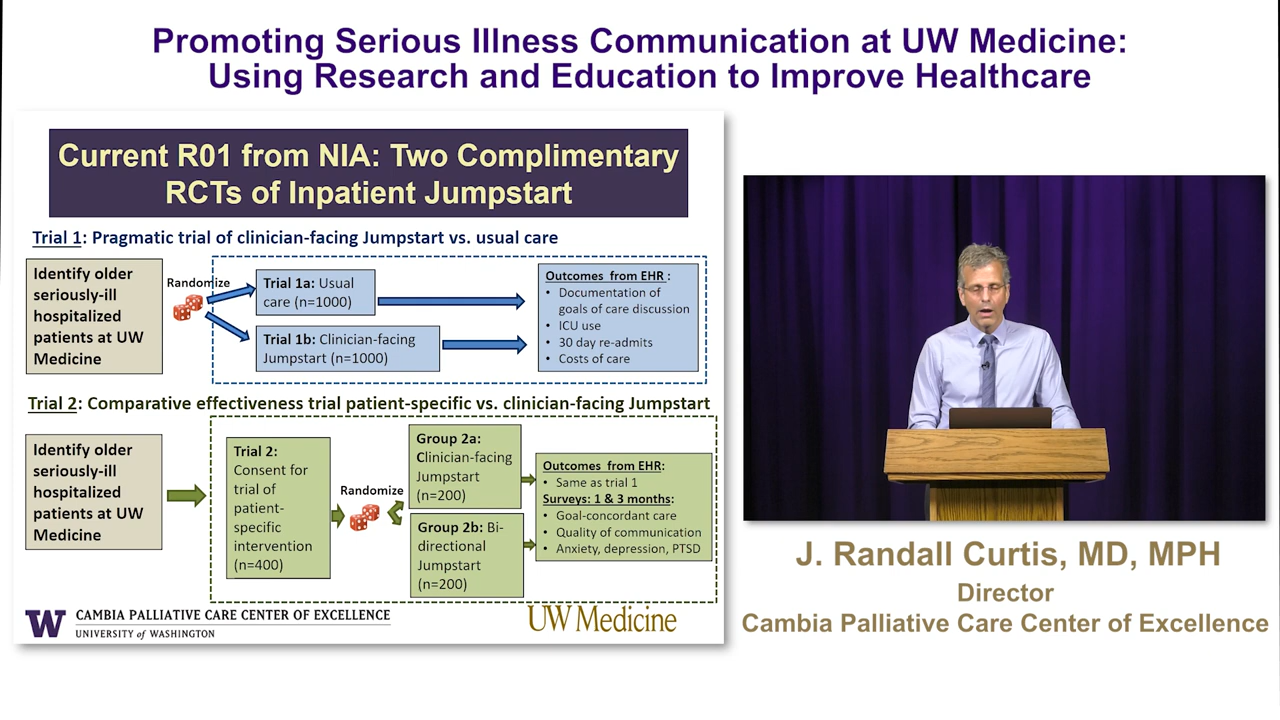 Promoting Serious Illness Communication at UW Medicine:
Using Research and Education to Improve Healthcare
Current R01 from NIA: Two Complimentary
RCTs of Inpatient Jumpstart
Trial 1: Pragmatic trial of clinician-facing Jumpstart vs. usual care
Identify older
seriously-ill
hospitalized
patients at UW
Medicine
Randomize
Trial 1a: Usual
care (n=1000)
Trial 1b: Clinician-facing
Jumpstart (n=1000)
Outcomes from EHR :
• Documentation of
goals of care discussion
• ICU use
• 30 day re-admits
• Costs of care
Trial 2: Comparative effectiveness trial patient-specific vs. clinician-facing Jumpstart
Identify older
seriously-ill
hospitalized
patients at UW
Medicine
Trial 2:
Consent for
trial of
patient-
specific
intervention
(n=400)
Randomize
Group 2a:
Clinician-facing
Jumpstart
(n=200)
Group 2b: Bi-
directional
Jumpstart
(n=200)
Outcomes from EHR:
• Same as trial 1
Surveys: 1 & 3 months:
• Goal-concordant care
• Quality of communication
• Anxiety, depression, PTSD
W CAMBIA PALLIATIVE CARE CENTER OF EXCELLENCE
UNIVERSITY of WASHINGTON
UW Medicine
J. Randall Curtis, MD, MPH
Director
Cambia Palliative Care Center of Excellence